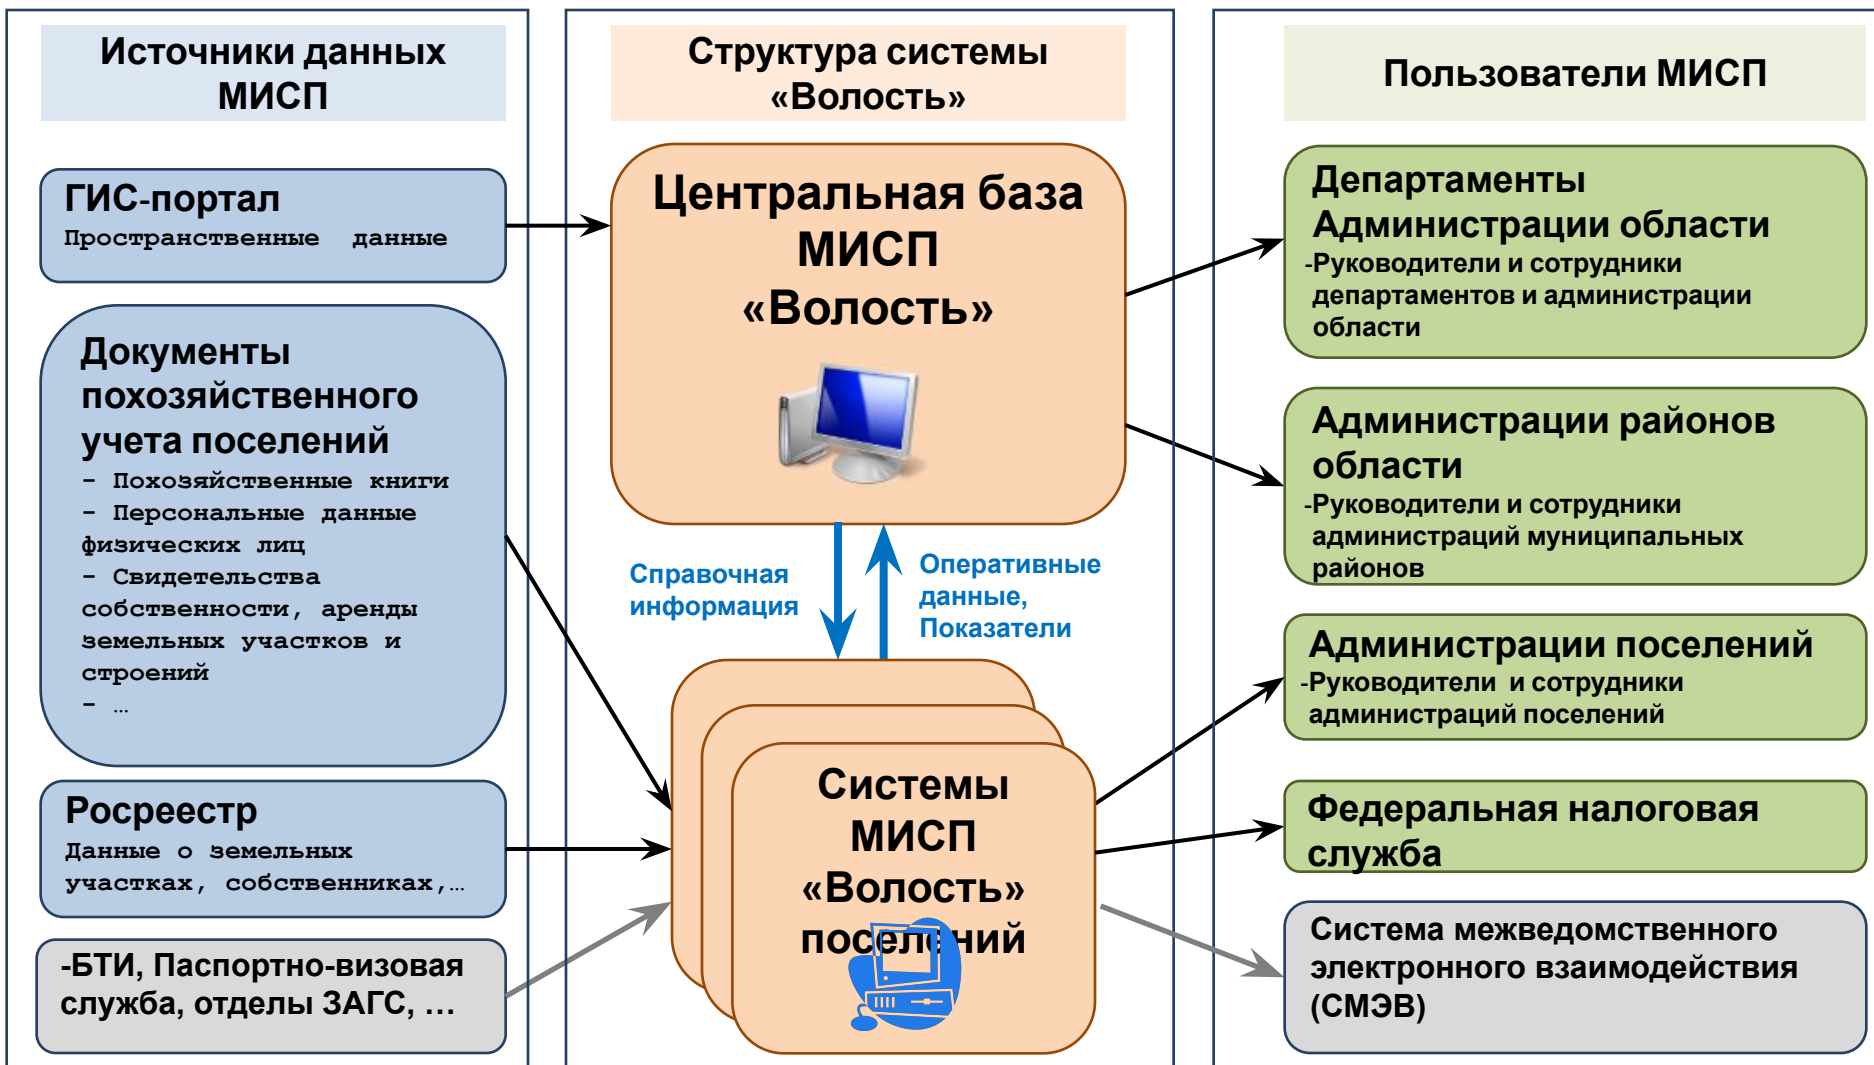 Источники данных
МИСП
ГИС-портал
Пространственные данные
Документы
похозяйственного
учета поселений
- Похозяйственные книги
- Персональные данные
физических лиц
- Свидетельства
собственности, аренды
земельных участков и
строений
- …
Росреестр
Данные о земельных
участках, собственниках,…
-БТИ, Паспортно-визовая
служба, отделы ЗАГС, …
Структура системы
«Волость»
Центральная база
МИСП
«Волость»
Справочная
информация
Оперативные
данные,
Показатели
Системы
МИСП
«Волость»
поселений
Пользователи МИСП
Департаменты
Администрации области
-Руководители и сотрудники
департаментов и администрации
области
Администрации районов
области
-Руководители и сотрудники
администраций муниципальных
районов
Администрации поселений
-Руководители и сотрудники
администраций поселений
Федеральная налоговая
служба
Система межведомственного
электронного взаимодействия
(СМЭВ)